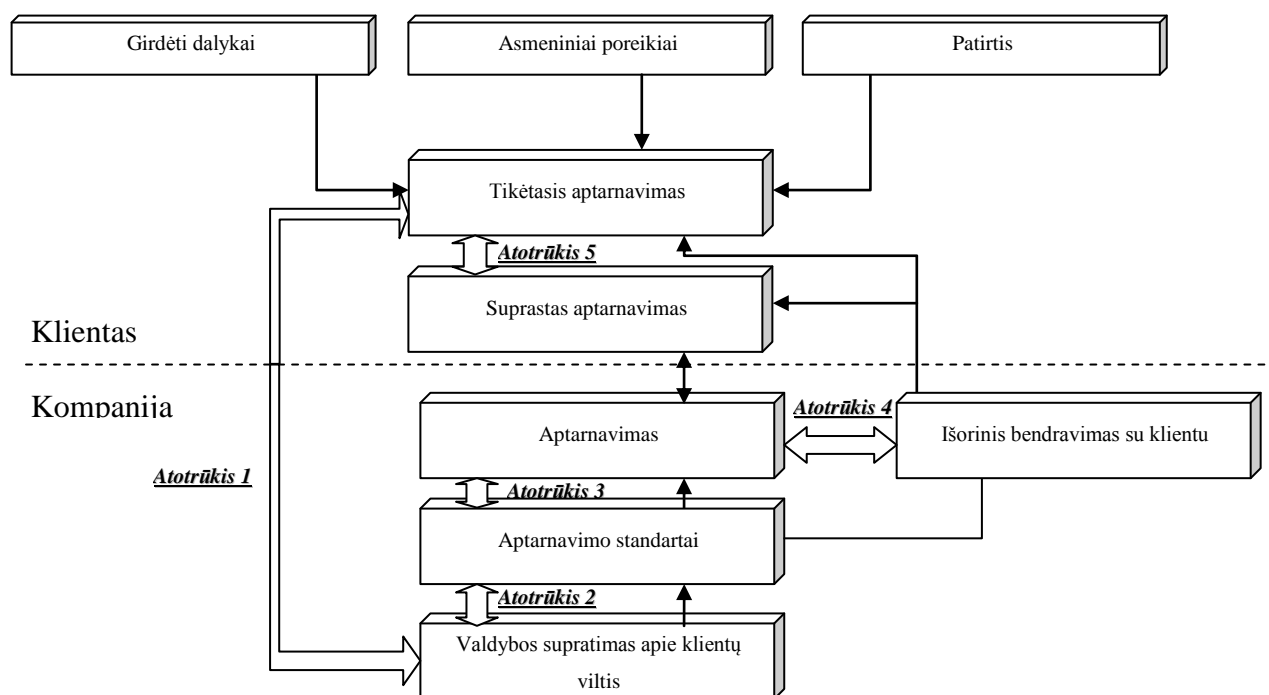 Girdėti dalykai
Asmeniniai poreikiai
Patirtis
Tikėtasis aptarnavimas
Atotrūkis 5
Suprastas aptarnavimas
Klientas
Kompanija
Atotrūkis 4
Aptarnavimas
Išorinis bendravimas su klientu
Atotrūkis 1
Atotrūkis 3
Aptarnavimo standartai
Atotrūkis 2
Valdybos supratimas apie klientų
viltis